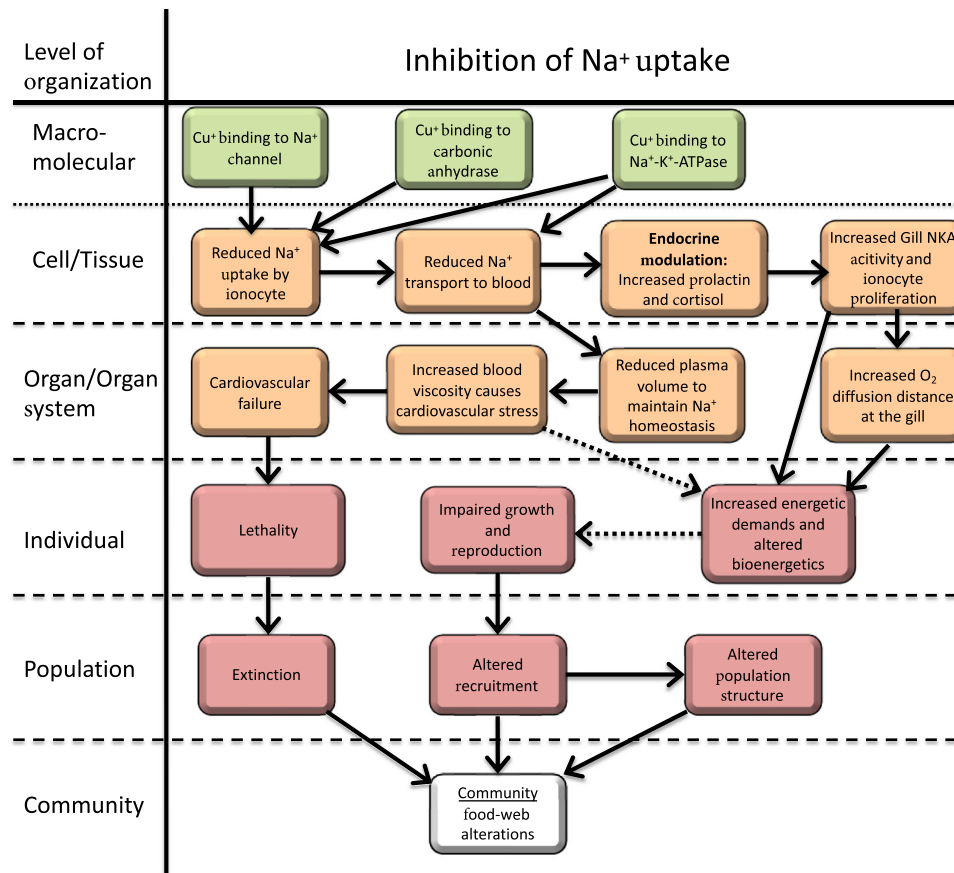 Level of
organization
Inhibition of Na⁺ uptake
Macro-
molecular
Cu⁺ binding to Na⁺
channel
Cu⁺ binding to
carbonic
anhydrase
Cu⁺ binding to
Na⁺-K⁺-ATPase
Cell/Tissue
Reduced Na⁺
uptake by
ionocyte
Reduced Na⁺
transport to blood
Endocrine
modulation:
Increased prolactin
and cortisol
Increased Gill NKA
acitivity and
ionocyte
proliferation
Organ/Organ
system
Cardiovascular
failure
Increased blood
viscosity causes
cardiovascular stress
Reduced plasma
volume to
maintain Na⁺
homeostasis
Increased O₂
diffusion distance
at the gill
Individual
Lethality
Impaired growth
and
reproduction
Increased energetic
demands and
altered
bioenergetics
Population
Extinction
Altered
recruitment
Altered
population
structure
Community
Community
food-web
alterations